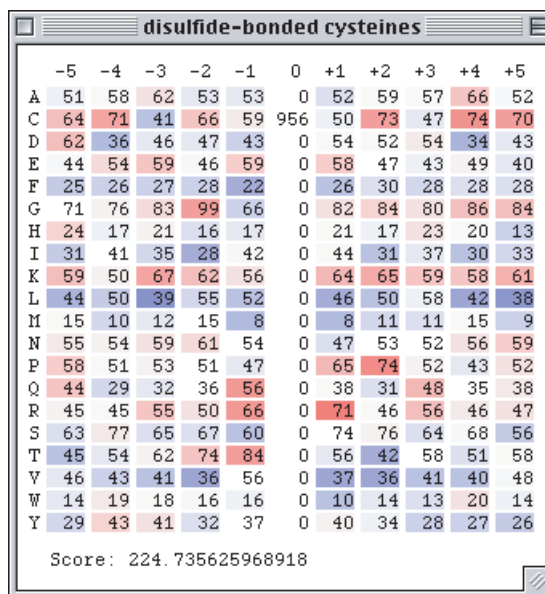 disulfide-bonded cysteines
-5 -4 -3 -2 -1 0 +1 +2 +3 +4 +5
A 51 58 62 53 53 0 52 59 57 66 52
C 64 71 41 66 59 956 50 73 47 74 70
D 62 36 46 47 43 0 54 52 54 34 43
E 44 54 59 46 59 0 58 47 43 49 40
F 25 26 27 28 22 0 26 30 28 28 28
G 71 76 83 99 66 0 82 84 80 86 84
H 24 17 21 16 17 0 21 17 23 20 13
I 31 41 35 28 42 0 44 31 37 30 33
K 59 50 67 62 56 0 64 65 59 58 61
L 44 50 39 55 52 0 46 50 58 42 38
M 15 10 12 15 8 0 8 11 11 15 9
N 55 54 59 61 54 0 47 53 52 56 59
P 58 51 53 51 47 0 65 74 52 43 52
Q 44 29 32 36 56 0 38 31 48 35 38
R 45 45 55 50 66 0 71 46 56 46 47
S 63 77 65 67 60 0 74 76 64 68 56
T 45 54 62 74 84 0 56 42 58 51 58
V 46 43 41 36 56 0 37 36 41 40 48
W 14 19 18 16 16 0 10 14 13 20 14
Y 29 43 41 32 37 0 40 34 28 27 26
Score: 224.735625968918